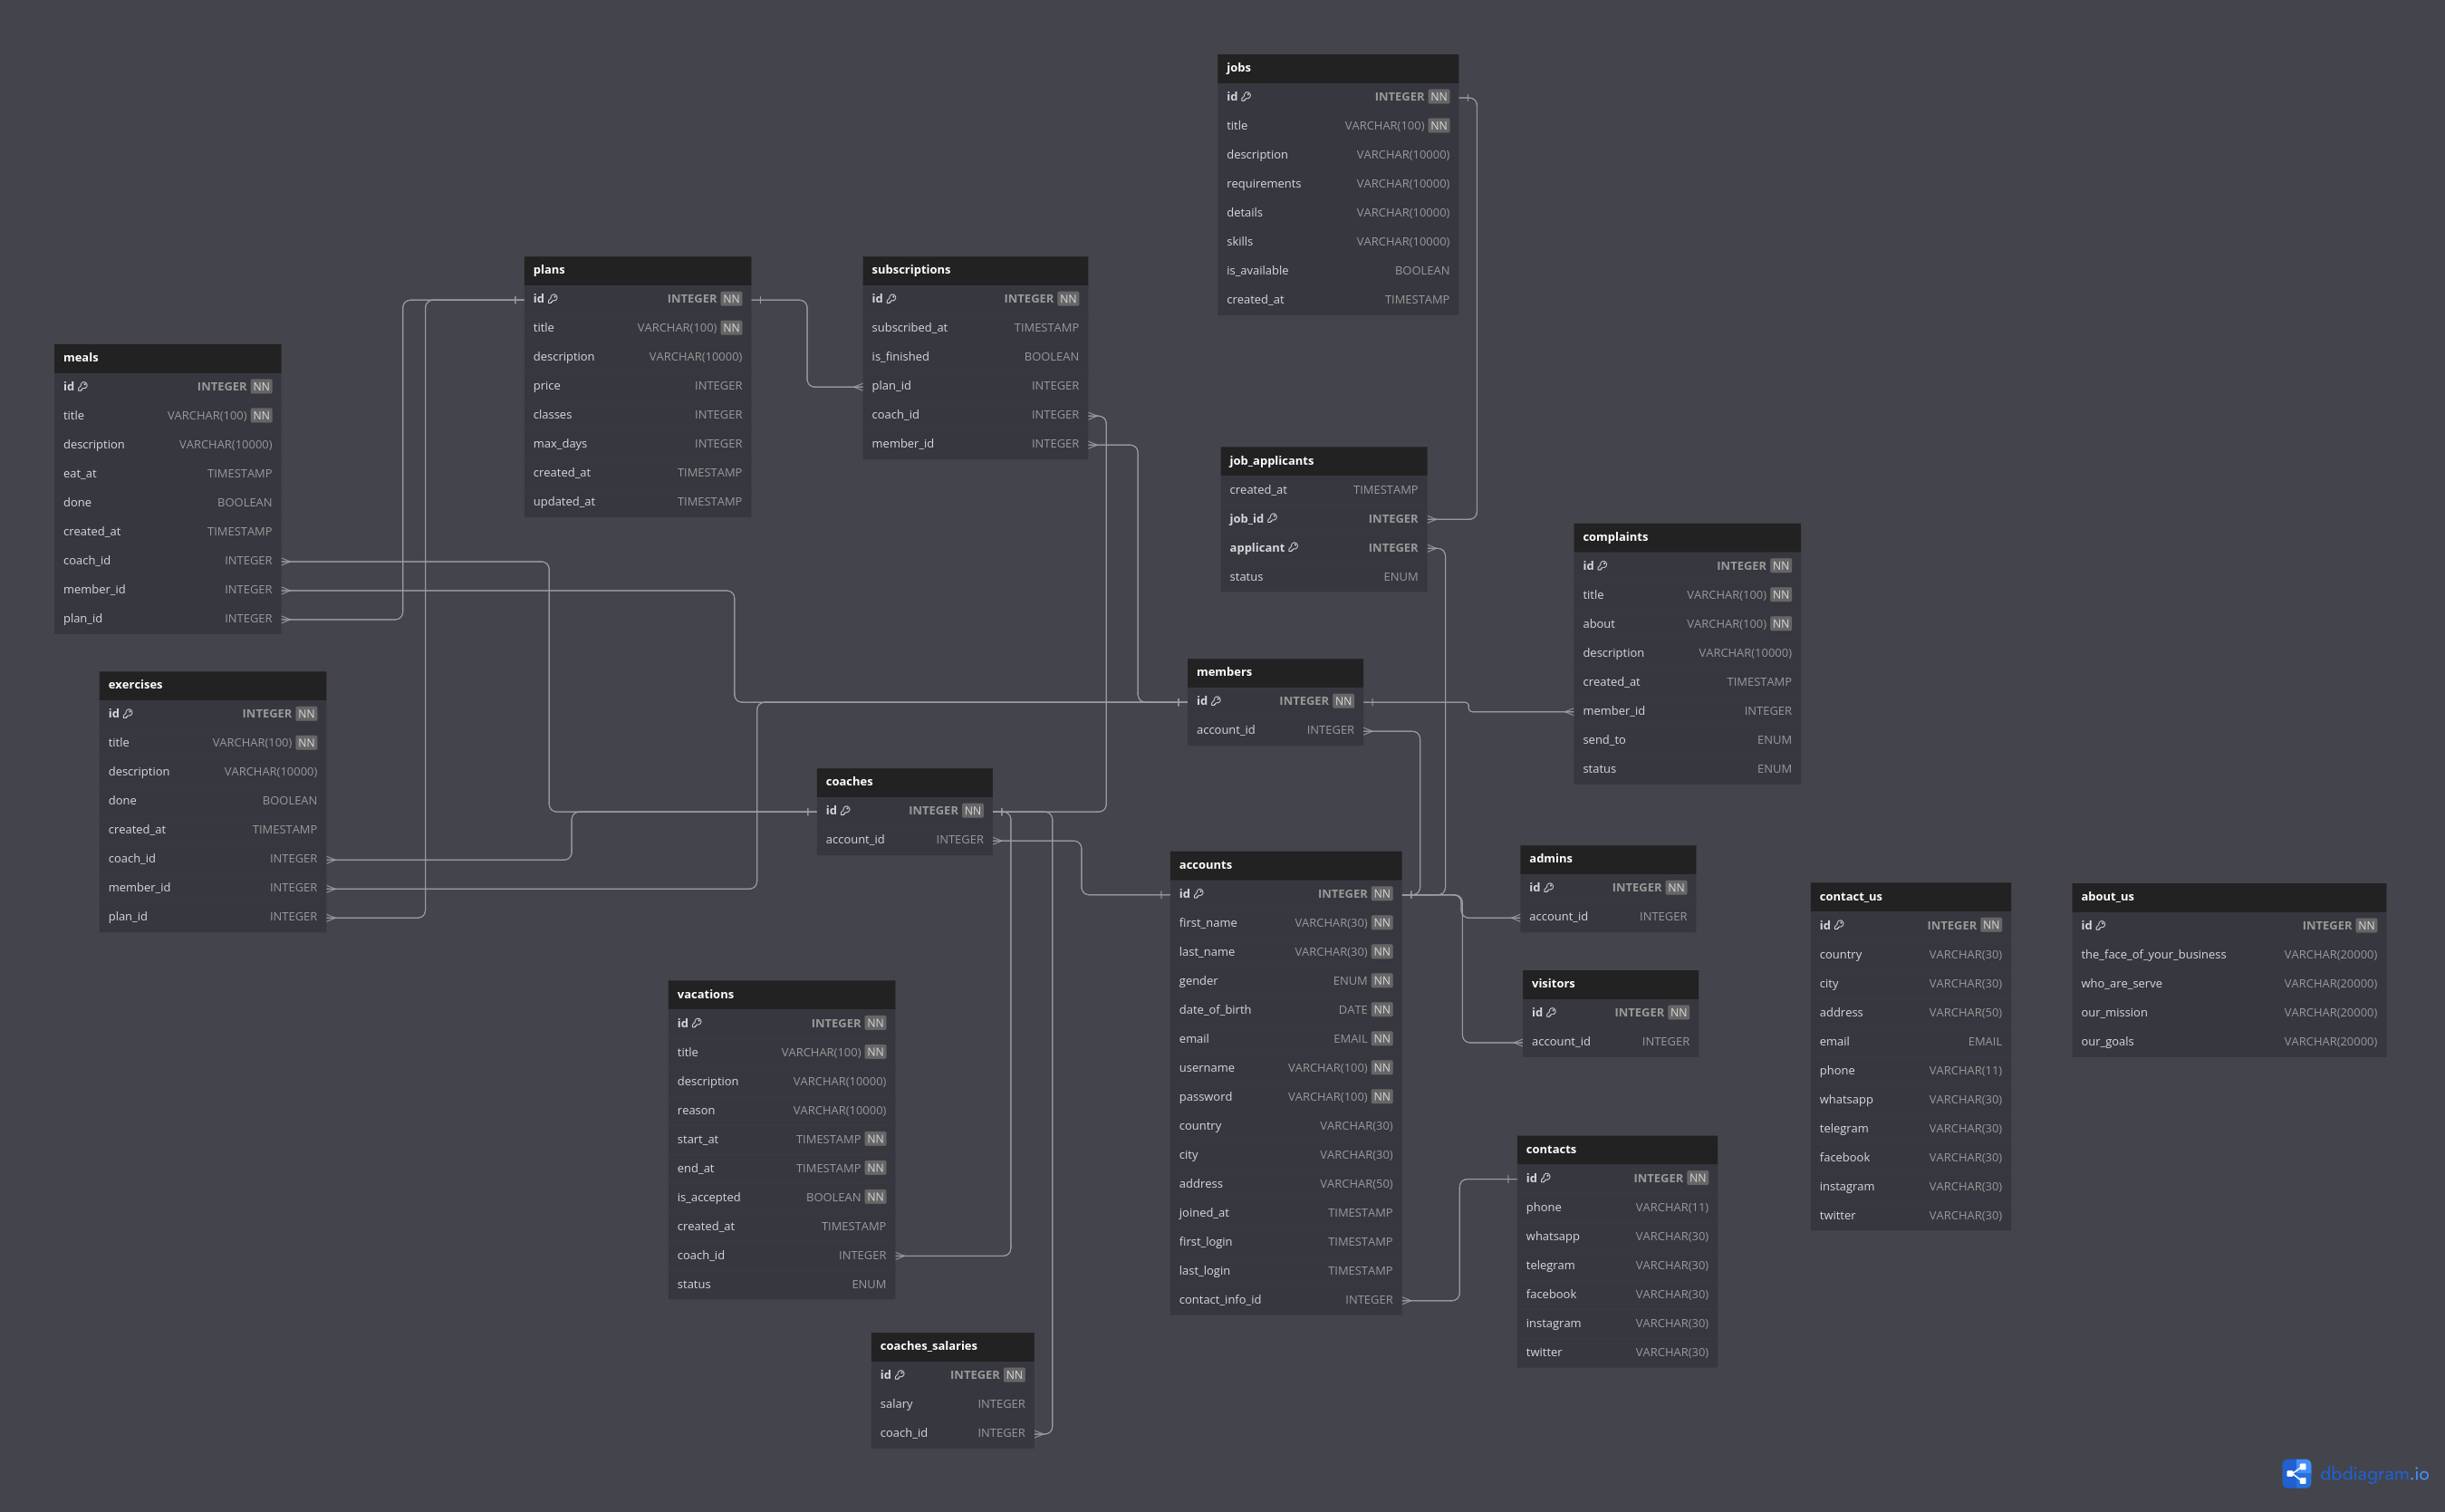 jobs
id INTEGER NN
title VARCHAR(100) NN
description VARCHAR(10000)
requirements VARCHAR(10000)
details VARCHAR(10000)
skills VARCHAR(10000)
is_available BOOLEAN
created_at TIMESTAMP
plans
id INTEGER NN
title VARCHAR(100) NN
description VARCHAR(10000)
price INTEGER
classes INTEGER
max_days INTEGER
created_at TIMESTAMP
updated_at TIMESTAMP
subscriptions
id INTEGER NN
subscribed_at TIMESTAMP
is_finished BOOLEAN
plan_id INTEGER
coach_id INTEGER
member_id INTEGER
meals
id INTEGER NN
title VARCHAR(100) NN
description VARCHAR(10000)
eat_at TIMESTAMP
done BOOLEAN
created_at TIMESTAMP
coach_id INTEGER
member_id INTEGER
plan_id INTEGER
job_applicants
created_at TIMESTAMP
job_id INTEGER
applicant INTEGER
status ENUM
complaints
id INTEGER NN
title VARCHAR(100) NN
about VARCHAR(100) NN
description VARCHAR(10000)
created_at TIMESTAMP
member_id INTEGER
send_to ENUM
status ENUM
exercises
id INTEGER NN
title VARCHAR(100) NN
description VARCHAR(10000)
done BOOLEAN
created_at TIMESTAMP
coach_id INTEGER
member_id INTEGER
plan_id INTEGER
members
id INTEGER NN
account_id INTEGER
coaches
id INTEGER NN
account_id INTEGER
accounts
id INTEGER NN
first_name VARCHAR(30) NN
last_name VARCHAR(30) NN
gender ENUM NN
date_of_birth DATE NN
email EMAIL NN
username VARCHAR(100) NN
password VARCHAR(100) NN
country VARCHAR(30)
city VARCHAR(30)
address VARCHAR(50)
joined_at TIMESTAMP
first_login TIMESTAMP
last_login TIMESTAMP
contact_info_id INTEGER
admins
id INTEGER NN
account_id INTEGER
visitors
id INTEGER NN
account_id INTEGER
contact_us
id INTEGER NN
country VARCHAR(30)
city VARCHAR(30)
address VARCHAR(50)
email EMAIL
phone VARCHAR(11)
whatsapp VARCHAR(30)
telegram VARCHAR(30)
facebook VARCHAR(30)
instagram VARCHAR(30)
twitter VARCHAR(30)
about_us
id INTEGER NN
the_face_of_your_business VARCHAR(20000)
who_are_serve VARCHAR(20000)
our_mission VARCHAR(20000)
our_goals VARCHAR(20000)
vacations
id INTEGER NN
title VARCHAR(100) NN
description VARCHAR(10000)
reason VARCHAR(10000)
start_at TIMESTAMP NN
end_at TIMESTAMP NN
is_accepted BOOLEAN NN
created_at TIMESTAMP
coach_id INTEGER
status ENUM
contacts
id INTEGER NN
phone VARCHAR(11)
whatsapp VARCHAR(30)
telegram VARCHAR(30)
facebook VARCHAR(30)
instagram VARCHAR(30)
twitter VARCHAR(30)
coaches_salaries
id INTEGER NN
salary INTEGER
coach_id INTEGER
dbdiagram.io